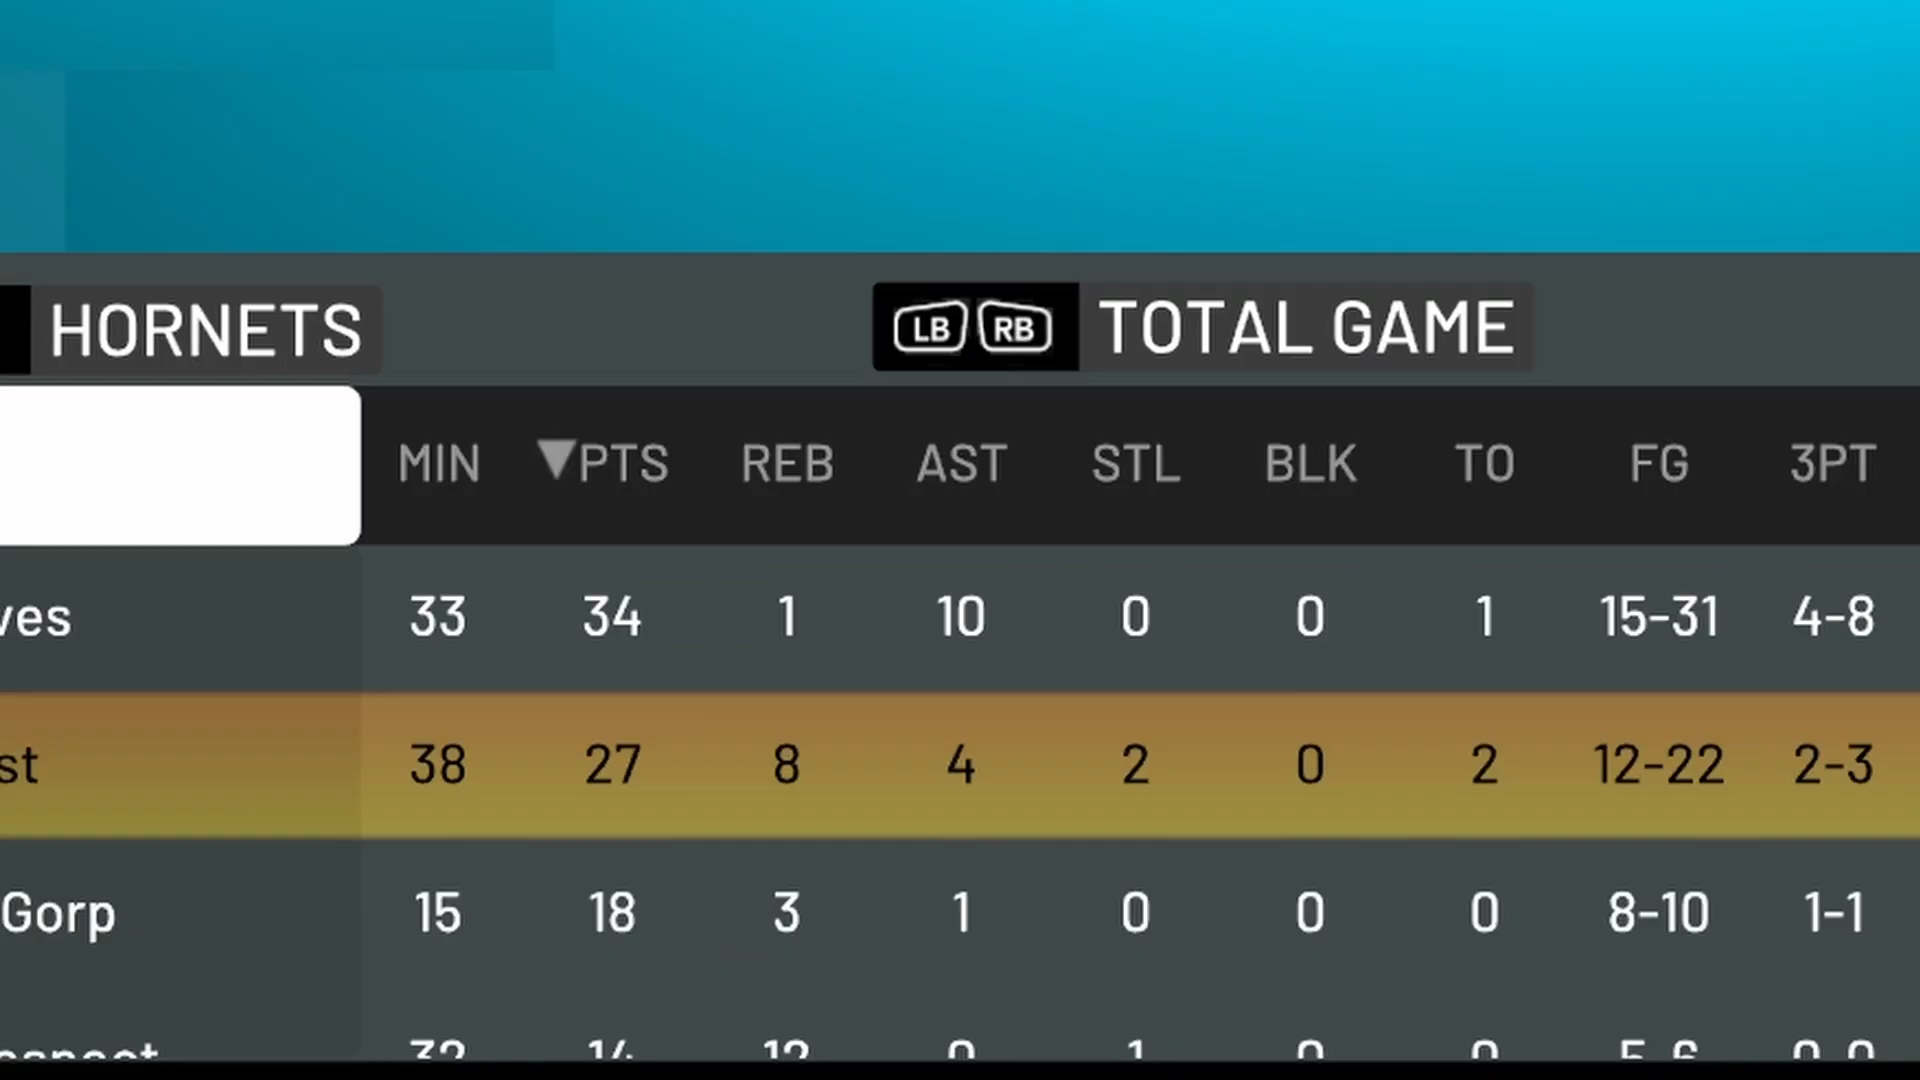 HORNETS LB RB TOTAL GAME
MIN ▼PTS REB AST STL BLK TO FG 3PT
ves 33 34 1 10 0 0 1 15-31 4-8
st 38 27 8 4 2 0 2 12-22 2-3
Gorp 15 18 3 1 0 0 0 8-10 1-1